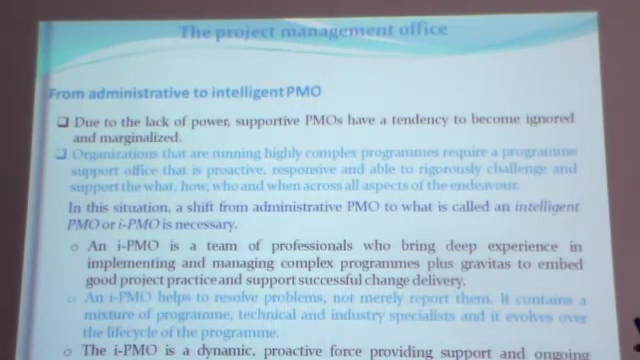 The project management office
From administrative to intelligent PMO
❑ Due to the lack of power, supportive PMOs have a tendency to become ignored
and marginalized.
❑ Organizations that are running highly complex programmes require a programme
support office that is proactive, responsive and able to rigorously challenge and
support the what, how, who and when across all aspects of the endeavour.
In this situation, a shift from administrative PMO to what is called an intelligent
PMO or i-PMO is necessary.
o An i-PMO is a team of professionals who bring deep experience in
implementing and managing complex programmes plus gravitas to embed
good project practice and support successful change delivery.
o An i-PMO helps to resolve problems, not merely report them. It contains a
mixture of programme, technical and industry specialists and it evolves over
the lifecycle of the programme.
o The i-PMO is a dynamic, proactive force providing support and ongoing